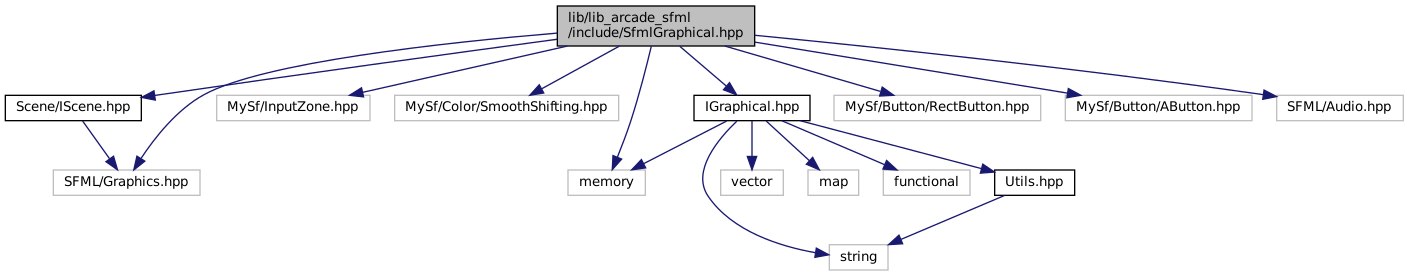 lib/lib_arcade_sfml
/include/SfmlGraphical.hpp
Scene/IScene.hpp
MySf/InputZone.hpp
MySf/Color/SmoothShifting.hpp
IGraphical.hpp
MySf/Button/RectButton.hpp
MySf/Button/AButton.hpp
SFML/Audio.hpp
SFML/Graphics.hpp
memory
vector
map
functional
Utils.hpp
string